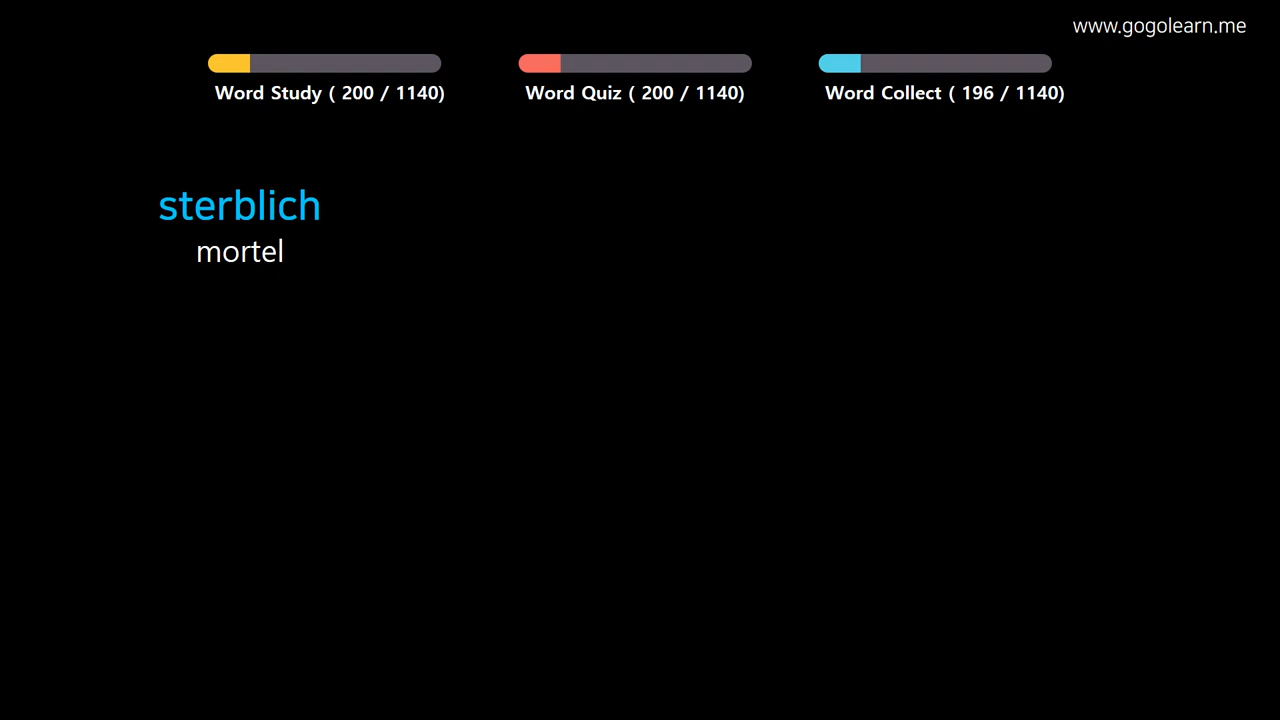 www.gogolearn.me
Word Study ( 200 / 1140)
Word Quiz ( 200 / 1140)
Word Collect ( 196 / 1140)
sterblich
mortel